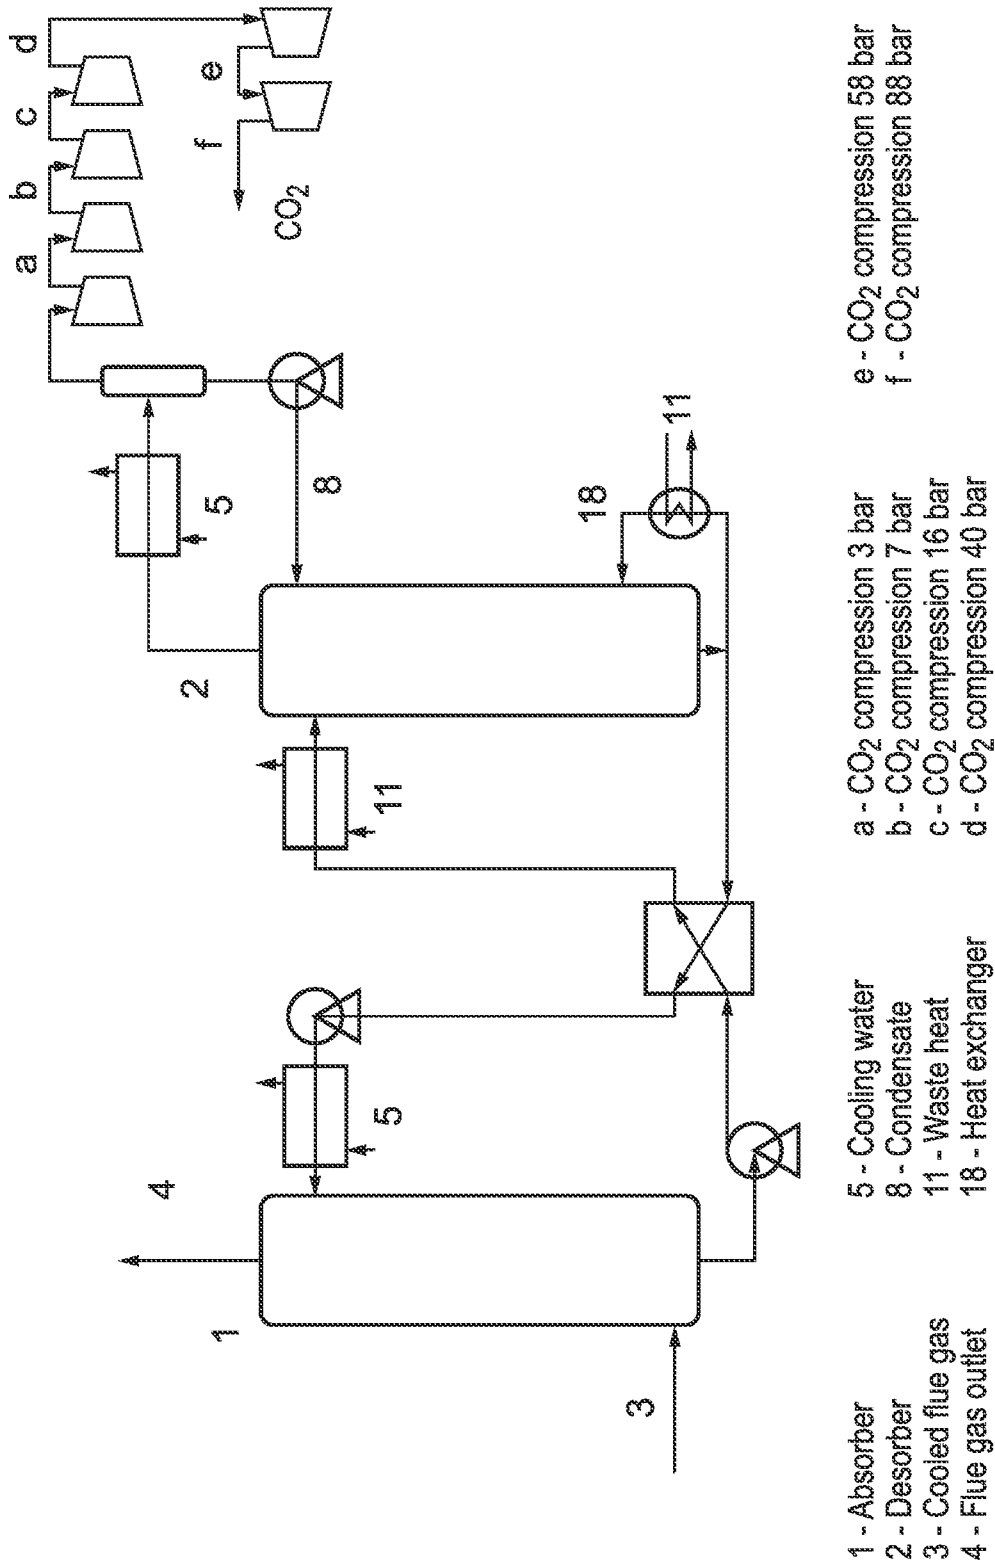 d
c
b
a
e
f
CO2
5
8
2
11
18
11
4
5
1
3
1 - Absorber
2 - Desorber
3 - Cooled flue gas
4 - Flue gas outlet
5 - Cooling water
8 - Condensate
11 - Waste heat
18 - Heat exchanger
a - CO2 compression 3 bar
b - CO2 compression 7 bar
c - CO2 compression 16 bar
d - CO2 compression 40 bar
e - CO2 compression 58 bar
f - CO2 compression 88 bar